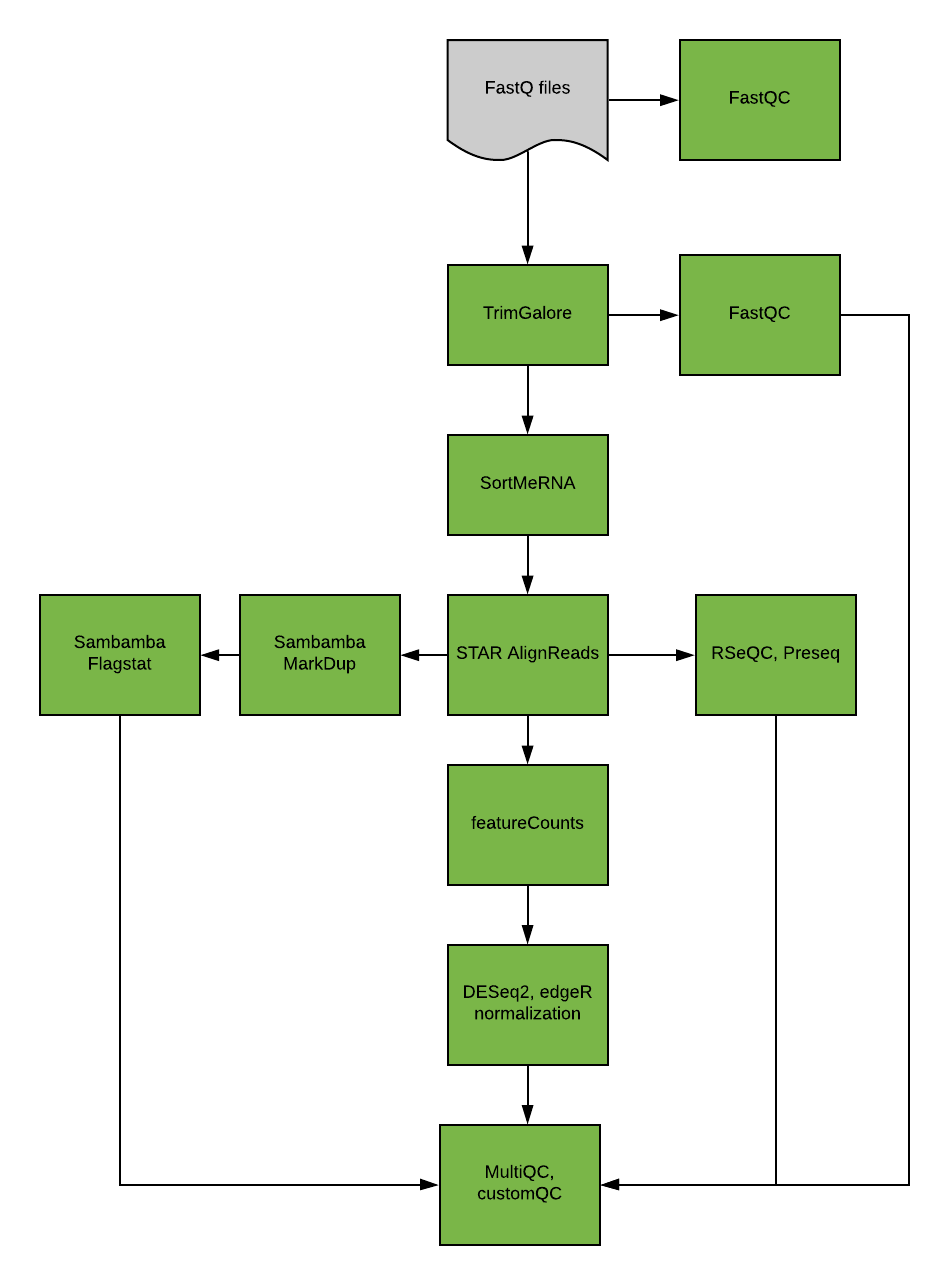 FastQ files
FastQC
TrimGalore
FastQC
SortMeRNA
Sambamba
Flagstat
Sambamba
MarkDup
STAR AlignReads
RSeQC, Preseq
featureCounts
DESeq2, edgeR
normalization
MultiQC,
customQC